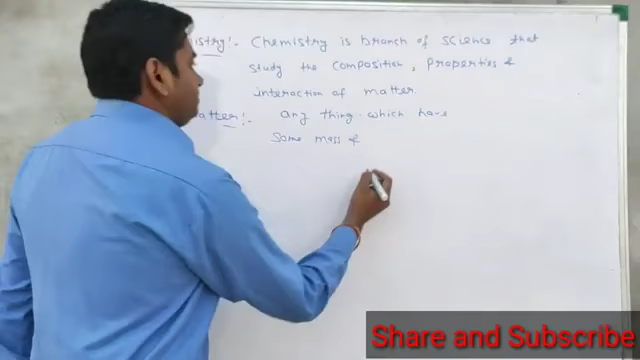 istry!- Chemistry is branch of science that
study the composition, Properties &
interaction of matter.
atter!- any thing which have
Some mass &
Share and Subscribe